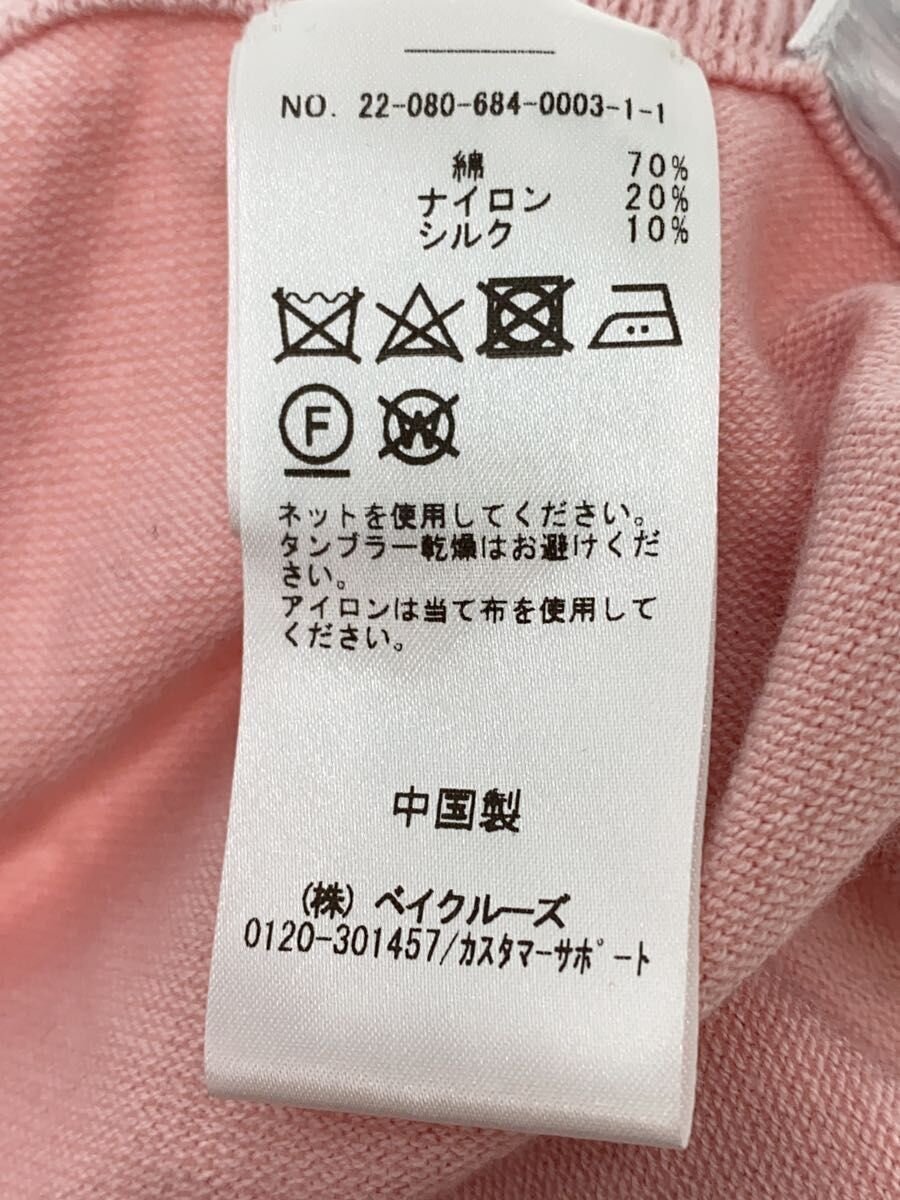 NO. 22-080-684-0003-1-1
綿 70%
ナイロン 20%
シルク 10%
F W
ネットを使用してください。
タンブラー乾燥はお避けくだ
さい。
アイロンは当て布を使用して
ください。
中国製
(株) ベイクルーズ
0120-301457/カスタマーサポート